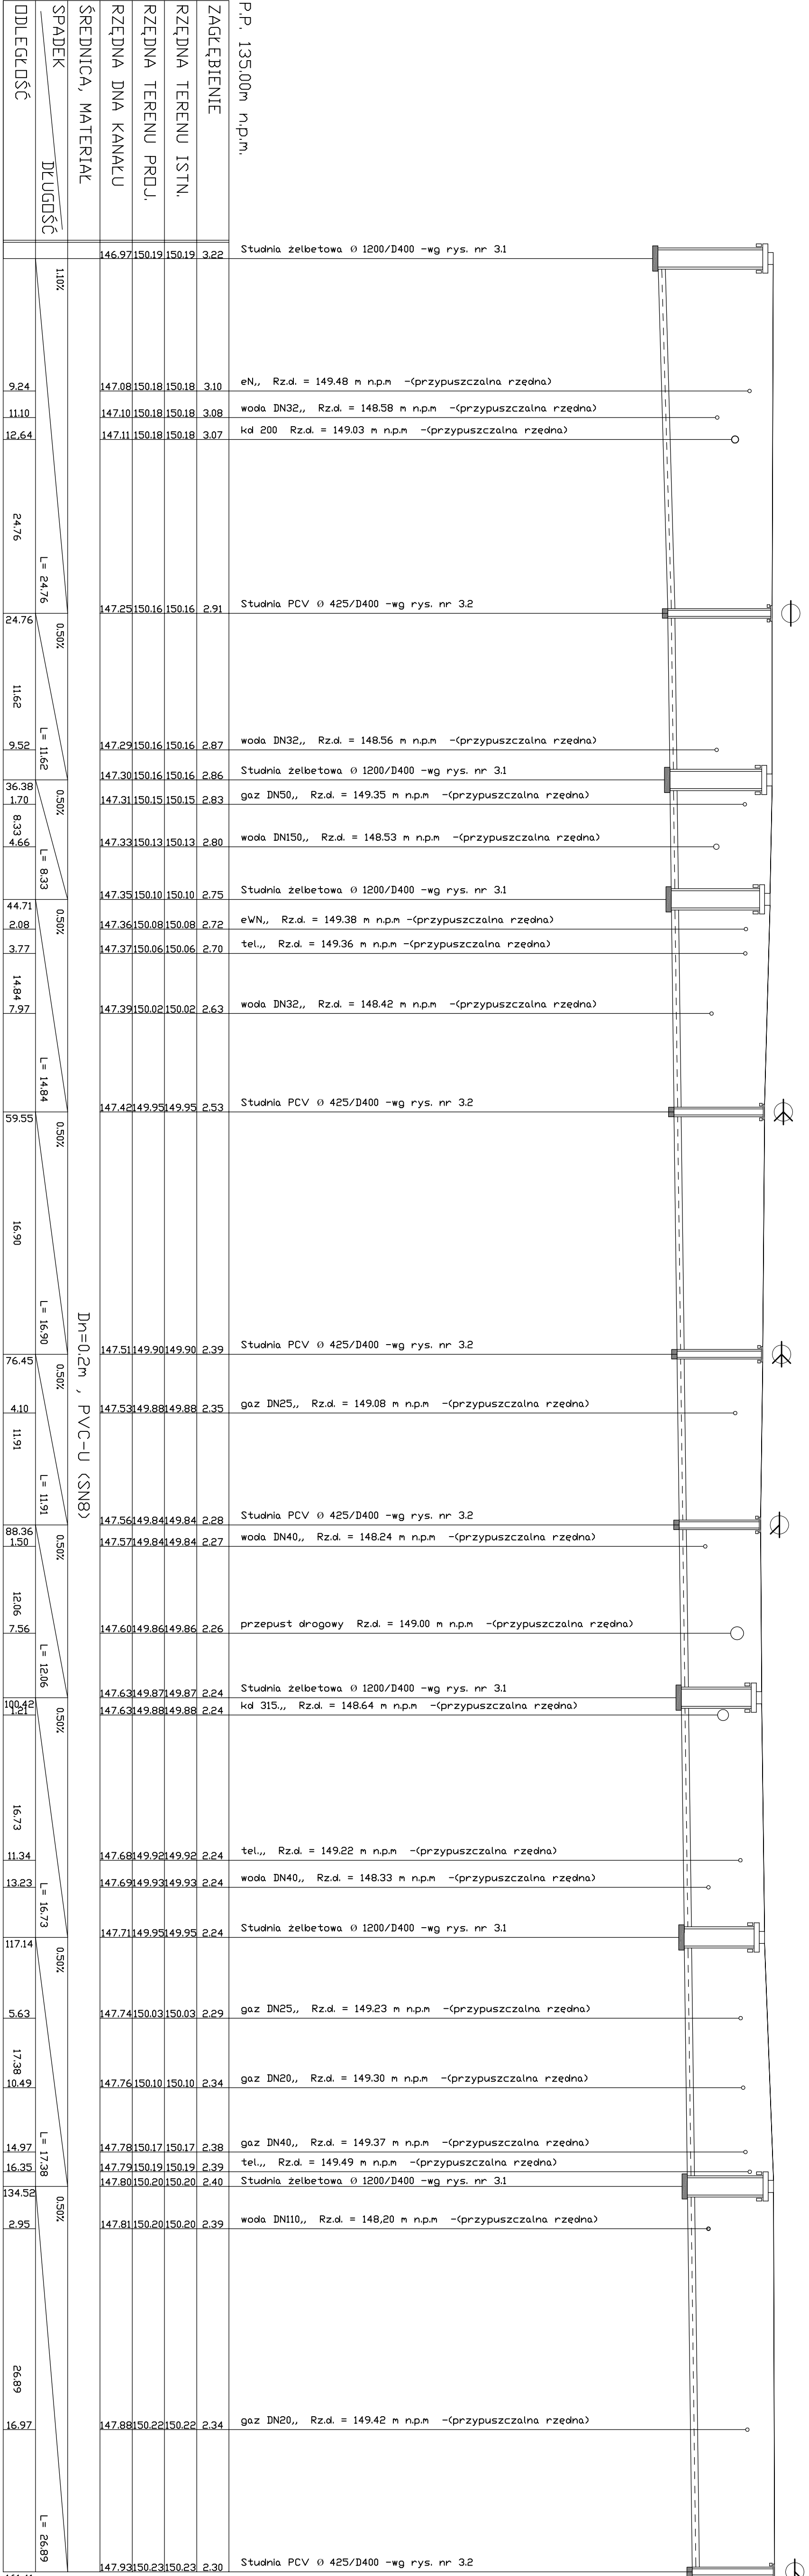 P.P. 135.00m n.p.m.
ZAGŁĘBIENIE
RZĘDNA TERENU ISTN.
RZĘDNA TERENU PROJ.
RZĘDNA DNA KANAŁU
ŚREDNICA, MATERIAŁ
SPADEK
DŁUGOŚĆ
ODLEGŁOŚĆ
Dn=0.2m , PVC-U (SN8)
146.97 150.19 150.19 3.22 Studnia żelbetowa Ø 1200/D400 -wg rys. nr 3.1
1.10%
9.24 147.08 150.18 150.18 3.10 eN,, Rz.d. = 149.48 m n.p.m -(przypuszczalna rzędna)
11.10 147.10 150.18 150.18 3.08 woda DN32,, Rz.d. = 148.58 m n.p.m -(przypuszczalna rzędna)
12,64 147.11 150.18 150.18 3.07 kd 200 Rz.d. = 149.03 m n.p.m -(przypuszczalna rzędna)
24.76
L= 24.76
24.76 147.25 150.16 150.16 2.91 Studnia PCV Ø 425/D400 -wg rys. nr 3.2
0.50%
11.62
L= 11.62
9.52 147.29 150.16 150.16 2.87 woda DN32,, Rz.d. = 148.56 m n.p.m -(przypuszczalna rzędna)
36.38 147.30 150.16 150.16 2.86 Studnia żelbetowa Ø 1200/D400 -wg rys. nr 3.1
0.50%
1.70 147.31 150.15 150.15 2.83 gaz DN50,, Rz.d. = 149.35 m n.p.m -(przypuszczalna rzędna)
8.33
4.66 147.33 150.13 150.13 2.80 woda DN150,, Rz.d. = 148.53 m n.p.m -(przypuszczalna rzędna)
L= 8.33
44.71 147.35 150.10 150.10 2.75 Studnia żelbetowa Ø 1200/D400 -wg rys. nr 3.1
0.50%
2.08 147.36 150.08 150.08 2.72 eWN,, Rz.d. = 149.38 m n.p.m -(przypuszczalna rzędna)
3.77 147.37 150.06 150.06 2.70 tel.,, Rz.d. = 149.36 m n.p.m -(przypuszczalna rzędna)
14.84
7.97 147.39 150.02 150.02 2.63 woda DN32,, Rz.d. = 148.42 m n.p.m -(przypuszczalna rzędna)
L= 14.84
59.55 147.42 149.95 149.95 2.53 Studnia PCV Ø 425/D400 -wg rys. nr 3.2
0.50%
16.90
L= 16.90
76.45 147.51 149.90 149.90 2.39 Studnia PCV Ø 425/D400 -wg rys. nr 3.2
0.50%
4.10 147.53 149.88 149.88 2.35 gaz DN25,, Rz.d. = 149.08 m n.p.m -(przypuszczalna rzędna)
11.91
L= 11.91
88.36 147.56 149.84 149.84 2.28 Studnia PCV Ø 425/D400 -wg rys. nr 3.2
0.50%
1.50 147.57 149.84 149.84 2.27 woda DN40,, Rz.d. = 148.24 m n.p.m -(przypuszczalna rzędna)
12.06
7.56 147.60 149.86 149.86 2.26 przepust drogowy Rz.d. = 149.00 m n.p.m -(przypuszczalna rzędna)
L= 12.06
100.42 147.63 149.87 149.87 2.24 Studnia żelbetowa Ø 1200/D400 -wg rys. nr 3.1
0.50%
1.21 147.63 149.88 149.88 2.24 kd 315.,, Rz.d. = 148.64 m n.p.m -(przypuszczalna rzędna)
16.73
11.34 147.68 149.92 149.92 2.24 tel.,, Rz.d. = 149.22 m n.p.m -(przypuszczalna rzędna)
13.23 147.69 149.93 149.93 2.24 woda DN40,, Rz.d. = 148.33 m n.p.m -(przypuszczalna rzędna)
L= 16.73
117.14 147.71 149.95 149.95 2.24 Studnia żelbetowa Ø 1200/D400 -wg rys. nr 3.1
0.50%
5.63 147.74 150.03 150.03 2.29 gaz DN25,, Rz.d. = 149.23 m n.p.m -(przypuszczalna rzędna)
17.38
10.49 147.76 150.10 150.10 2.34 gaz DN20,, Rz.d. = 149.30 m n.p.m -(przypuszczalna rzędna)
14.97 147.78 150.17 150.17 2.38 gaz DN40,, Rz.d. = 149.37 m n.p.m -(przypuszczalna rzędna)
L= 17.38
16.35 147.79 150.19 150.19 2.39 tel.,, Rz.d. = 149.49 m n.p.m -(przypuszczalna rzędna)
134.52 147.80 150.20 150.20 2.40 Studnia żelbetowa Ø 1200/D400 -wg rys. nr 3.1
0.50%
2.95 147.81 150.20 150.20 2.39 woda DN110,, Rz.d. = 148,20 m n.p.m -(przypuszczalna rzędna)
26.89
16.97 147.88 150.22 150.22 2.34 gaz DN20,, Rz.d. = 149.42 m n.p.m -(przypuszczalna rzędna)
L= 26.89
147.93 150.23 150.23 2.30 Studnia PCV Ø 425/D400 -wg rys. nr 3.2